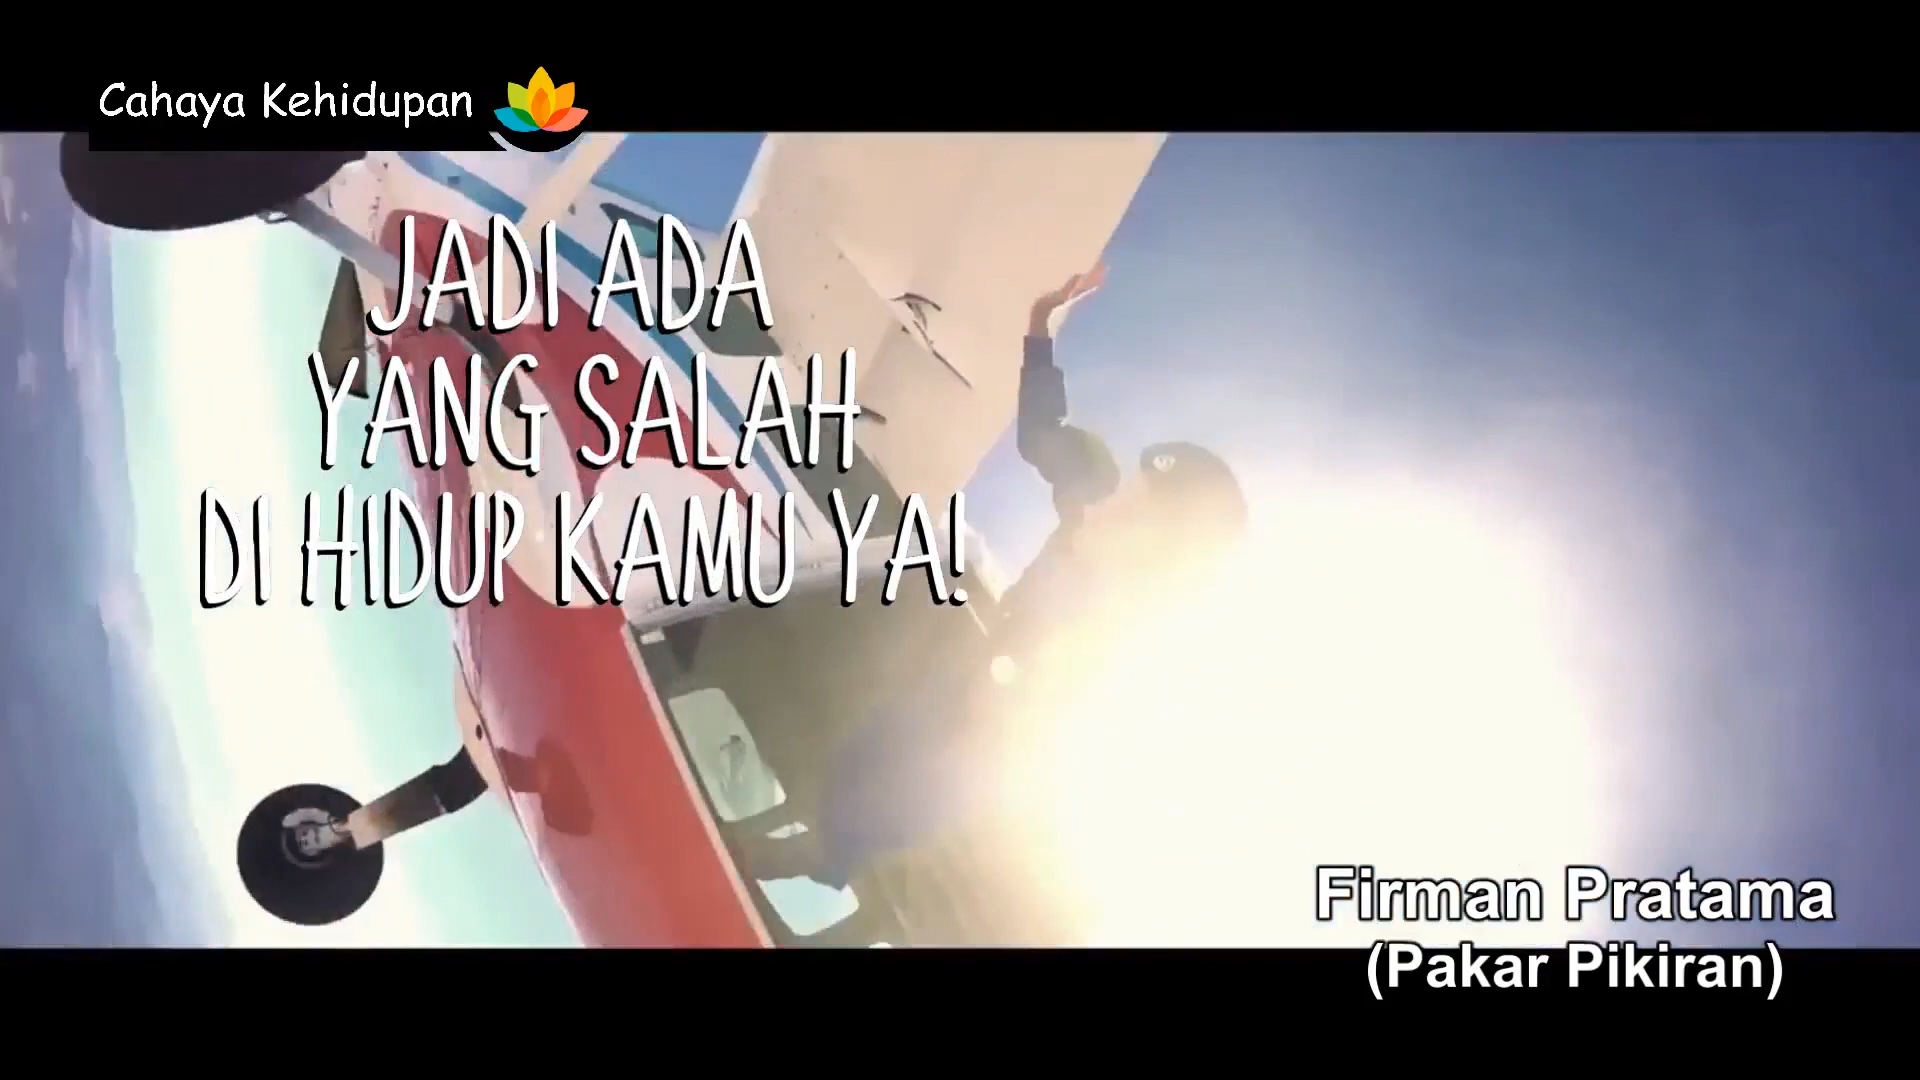 Cahaya Kehidupan
JADI ADA
YANG SALAH
DI HIDUP KAMU YA!
Firman Pratama
(Pakar Pikiran)